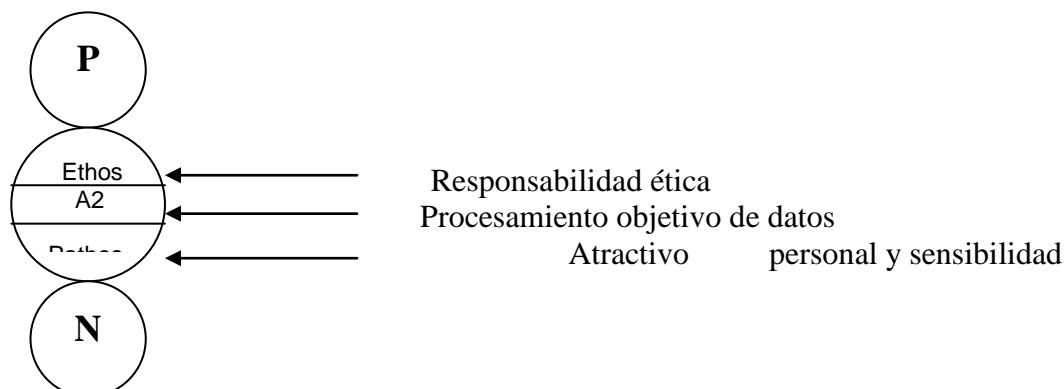 P
Ethos
Responsabilidad ética
A2
Procesamiento objetivo de datos
Atractivo personal y sensibilidad
N